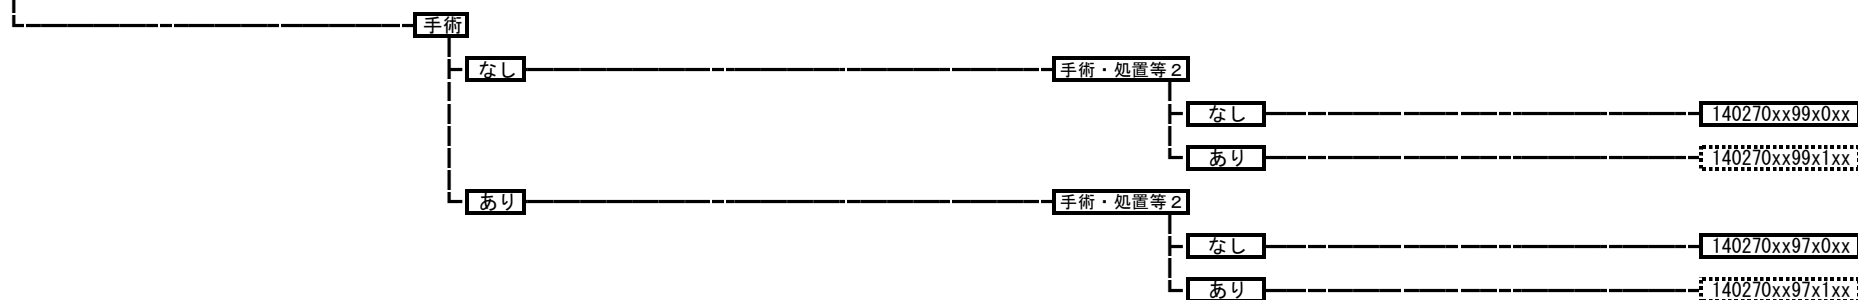 手術
なし 手術・処置等２
なし 140270xx99x0xx
あり 140270xx99x1xx
あり 手術・処置等２
なし 140270xx97x0xx
あり 140270xx97x1xx